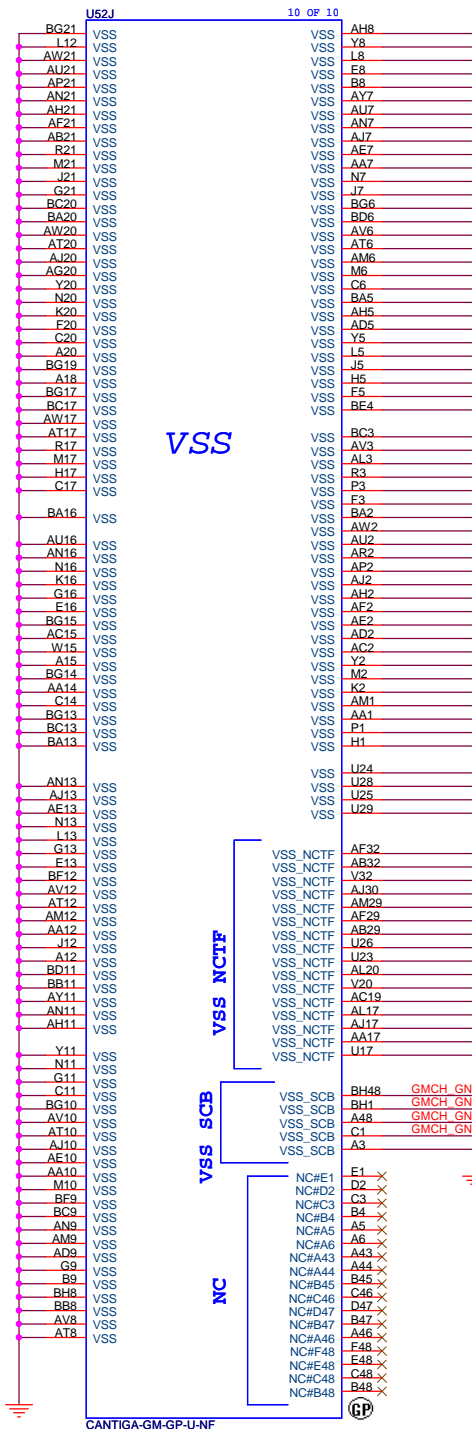 U52J 10 OF 10
BG21 VSS VSS AH8
L12 VSS VSS Y8
AW21 VSS VSS L8
AU21 VSS VSS E8
AP21 VSS VSS B8
AN21 VSS VSS AY7
AH21 VSS VSS AU7
AF21 VSS VSS AN7
AB21 VSS VSS AJ7
R21 VSS VSS AE7
M21 VSS VSS AA7
J21 VSS VSS N7
G21 VSS VSS J7
BC20 VSS VSS BG6
BA20 VSS VSS BD6
AW20 VSS VSS AV6
AT20 VSS VSS AT6
AJ20 VSS VSS AM6
AG20 VSS VSS M6
Y20 VSS VSS C6
N20 VSS VSS BA5
K20 VSS VSS AH5
F20 VSS VSS AD5
C20 VSS VSS Y5
A20 VSS VSS L5
BG19 VSS VSS J5
A18 VSS VSS H5
BG17 VSS VSS F5
BC17 VSS VSS BE4
AW17 VSS
AT17 VSS VSS BC3
VSS
R17 VSS VSS AV3
M17 VSS VSS AL3
H17 VSS VSS R3
C17 VSS VSS P3
VSS F3
BA16 VSS VSS BA2
VSS AW2
AU16 VSS VSS AU2
AN16 VSS VSS AR2
N16 VSS VSS AP2
K16 VSS VSS AJ2
G16 VSS VSS AH2
E16 VSS VSS AF2
BG15 VSS VSS AE2
AC15 VSS VSS AD2
W15 VSS VSS AC2
A15 VSS VSS Y2
BG14 VSS VSS M2
AA14 VSS VSS K2
C14 VSS VSS AM1
BG13 VSS VSS AA1
BC13 VSS VSS P1
BA13 VSS VSS H1
VSS U24
AN13 VSS VSS U28
AJ13 VSS VSS U25
AE13 VSS VSS U29
N13 VSS
L13 VSS
G13 VSS VSS_NCTF AF32
E13 VSS VSS_NCTF AB32
BF12 VSS VSS_NCTF V32
AV12 VSS VSS_NCTF AJ30
AT12 VSS VSS_NCTF AM29
AM12 VSS VSS_NCTF AF29
AA12 VSS VSS_NCTF AB29
J12 VSS VSS_NCTF U26
A12 VSS VSS_NCTF U23
BD11 VSS VSS_NCTF AL20
BB11 VSS VSS_NCTF V20
AY11 VSS VSS_NCTF AC19
AN11 VSS VSS_NCTF AL17
AH11 VSS VSS_NCTF AJ17
VSS_NCTF AA17
Y11 VSS VSS_NCTF U17
VSS NCTF
N11 VSS
G11 VSS
C11 VSS VSS_SCB BH48 GMCH_GN
BG10 VSS VSS_SCB BH1 GMCH_GN
AV10 VSS VSS_SCB A48 GMCH_GN
AT10 VSS VSS_SCB C1 GMCH_GN
AJ10 VSS VSS_SCB A3
VSS SCB
AE10 VSS
AA10 VSS NC#E1 E1
M10 VSS NC#D2 D2
BF9 VSS NC#C3 C3
BC9 VSS NC#B4 B4
AN9 VSS NC#A5 A5
AM9 VSS NC#A6 A6
AD9 VSS NC#A43 A43
G9 VSS NC#A44 A44
B9 VSS NC#B45 B45
BH8 VSS NC#C46 C46
BB8 VSS NC#D47 D47
AV8 VSS NC#B47 B47
AT8 VSS NC#A46 A46
NC#F48 F48
NC#E48 E48
NC#C48 C48
NC#B48 B48
NC
GP
CANTIGA-GM-GP-U-NF